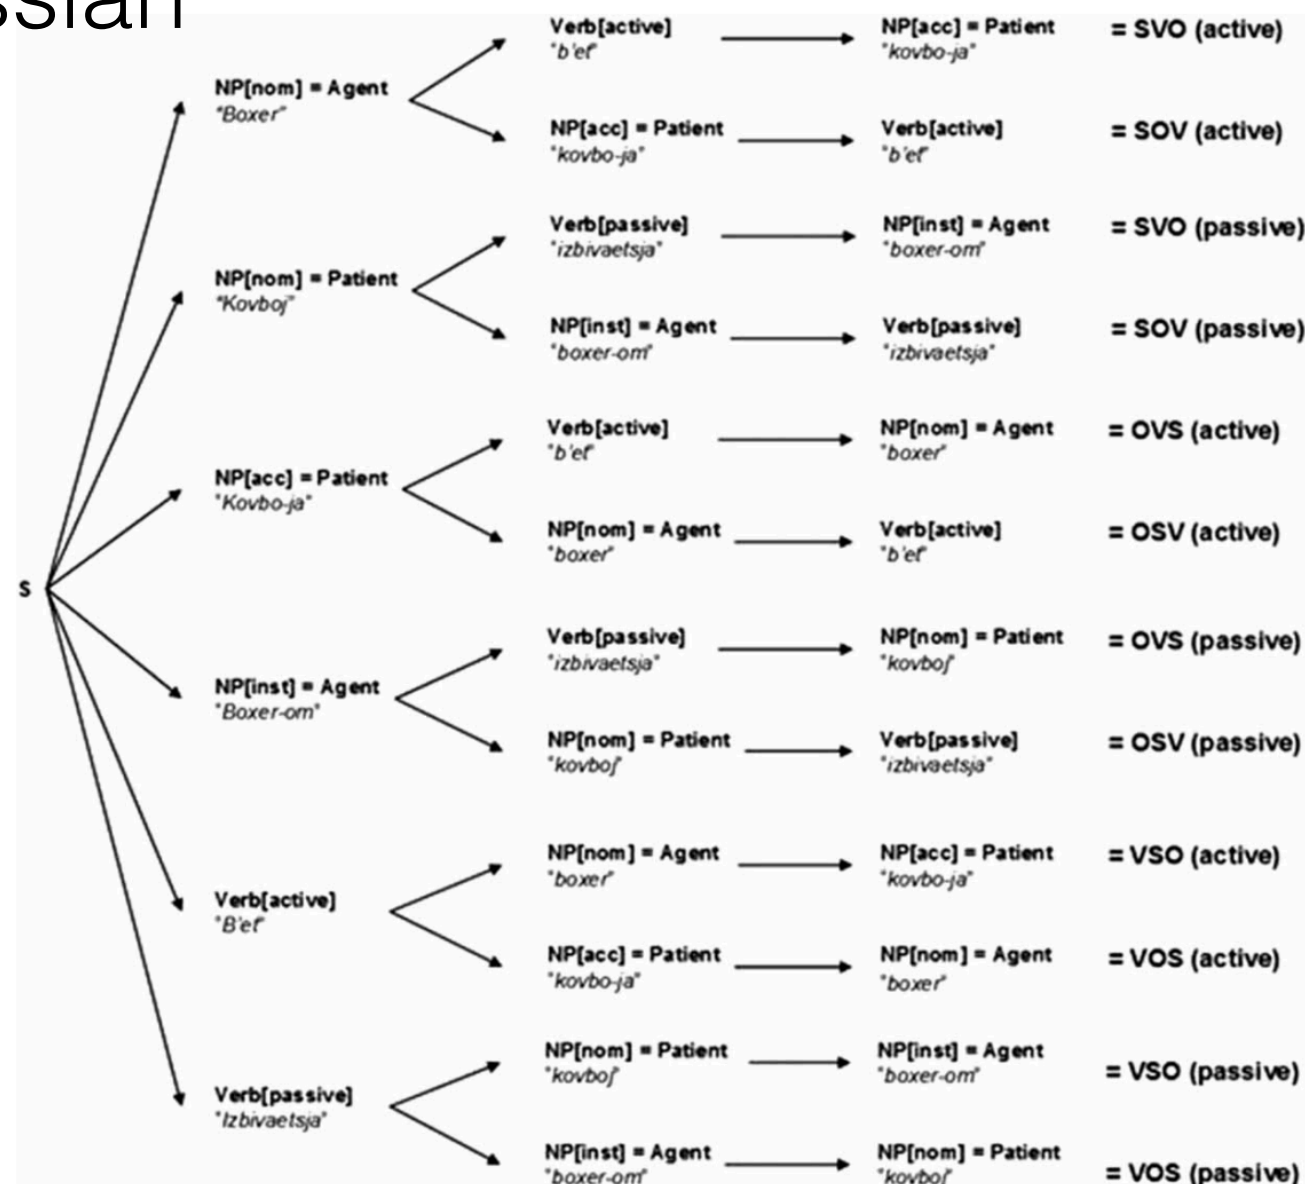 ssian
Verb[active]
"b'et"
NP[acc] = Patient
"kovbo-ja"
= SVO (active)
NP[nom] = Agent
"Boxer"
NP[acc] = Patient
"kovbo-ja"
Verb[active]
"b'et"
= SOV (active)
Verb[passive]
"izbivaetsja"
NP[inst] = Agent
"boxer-om"
= SVO (passive)
NP[nom] = Patient
"Kovboj"
NP[inst] = Agent
"boxer-om"
Verb[passive]
"izbivaetsja"
= SOV (passive)
Verb[active]
"b'et"
NP[nom] = Agent
"boxer"
= OVS (active)
NP[acc] = Patient
"Kovbo-ja"
NP[nom] = Agent
"boxer"
Verb[active]
"b'et"
= OSV (active)
S
Verb[passive]
"izbivaetsja"
NP[nom] = Patient
"kovboj"
= OVS (passive)
NP[inst] = Agent
"Boxer-om"
NP[nom] = Patient
"kovboj"
Verb[passive]
"izbivaetsja"
= OSV (passive)
NP[nom] = Agent
"boxer"
NP[acc] = Patient
"kovbo-ja"
= VSO (active)
Verb[active]
"B'et"
NP[acc] = Patient
"kovbo-ja"
NP[nom] = Agent
"boxer"
= VOS (active)
NP[nom] = Patient
"kovboj"
NP[inst] = Agent
"boxer-om"
= VSO (passive)
Verb[passive]
"Izbivaetsja"
NP[inst] = Agent
"boxer-om"
NP[nom] = Patient
"kovboj"
= VOS (passive)